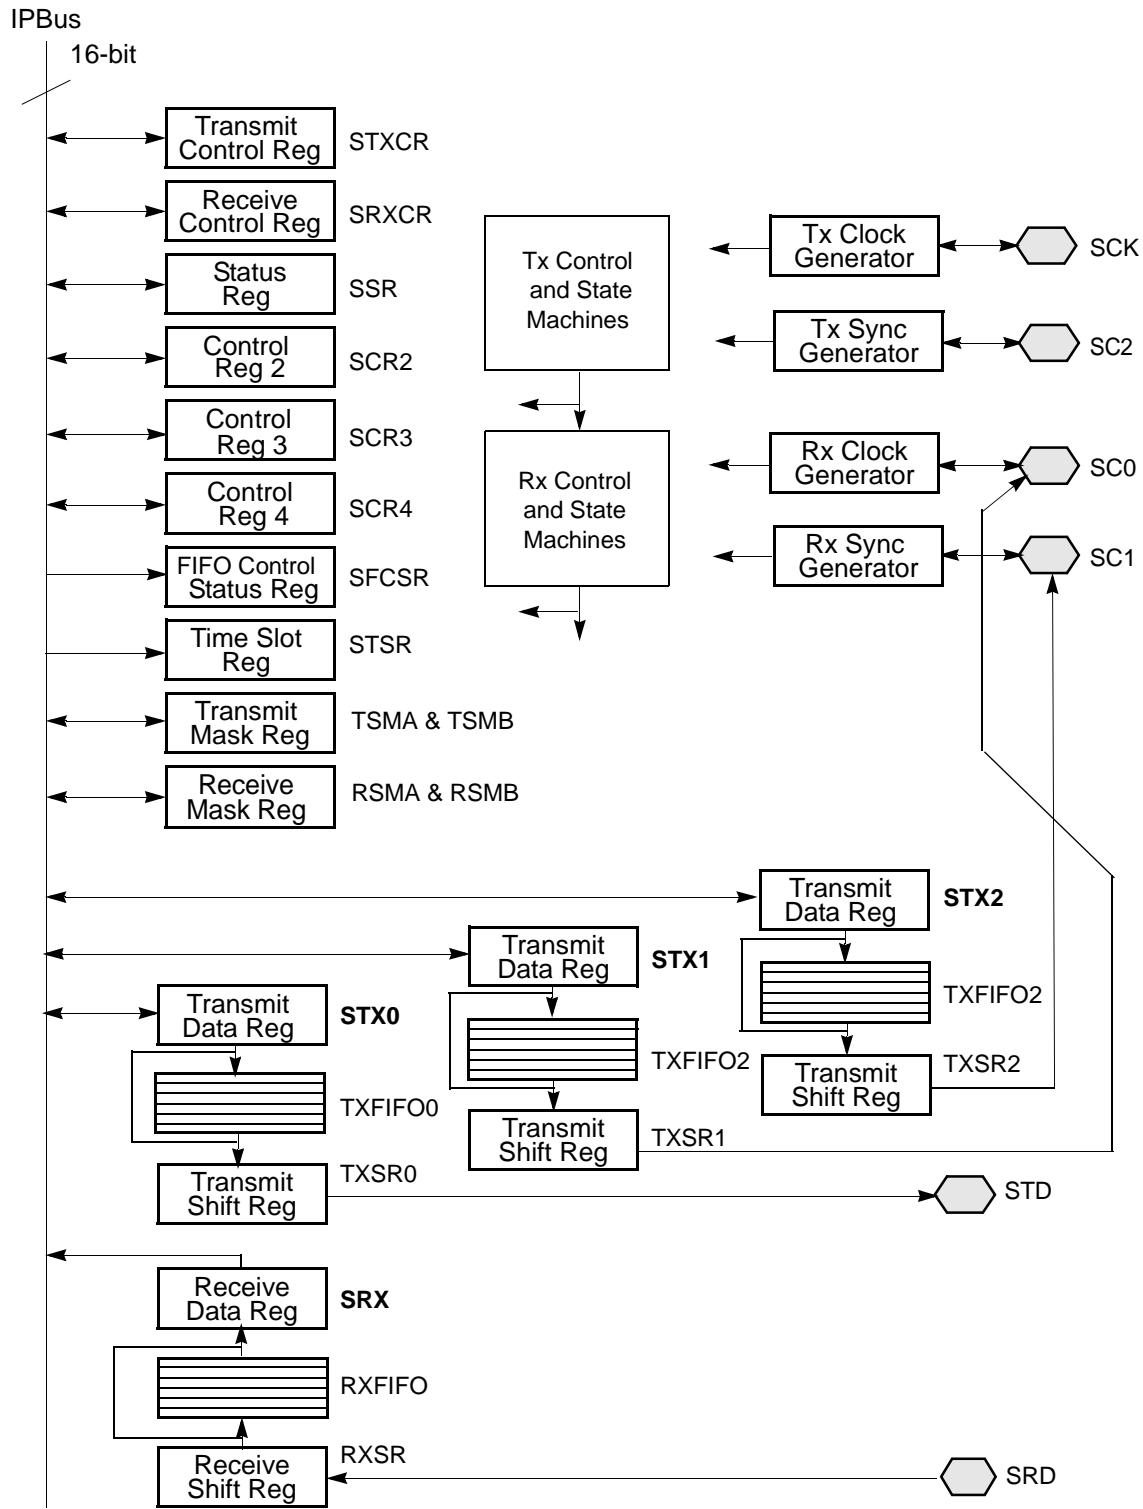 IPBus
16-bit
Transmit
Control Reg
STXCR
Receive
Control Reg
SRXCR
Status
Reg
SSR
Control
Reg 2
SCR2
Control
Reg 3
SCR3
Control
Reg 4
SCR4
FIFO Control
Status Reg
SFCSR
Time Slot
Reg
STSR
Transmit
Mask Reg
TSMA & TSMB
Receive
Mask Reg
RSMA & RSMB
Tx Control
and State
Machines
Rx Control
and State
Machines
Tx Clock
Generator
SCK
Tx Sync
Generator
SC2
Rx Clock
Generator
SC0
Rx Sync
Generator
SC1
Transmit
Data Reg
STX2
TXFIFO2
Transmit
Shift Reg
TXSR2
Transmit
Data Reg
STX1
TXFIFO2
Transmit
Shift Reg
TXSR1
Transmit
Data Reg
STX0
TXFIFO0
Transmit
Shift Reg
TXSR0
STD
Receive
Data Reg
SRX
RXFIFO
Receive
Shift Reg
RXSR
SRD